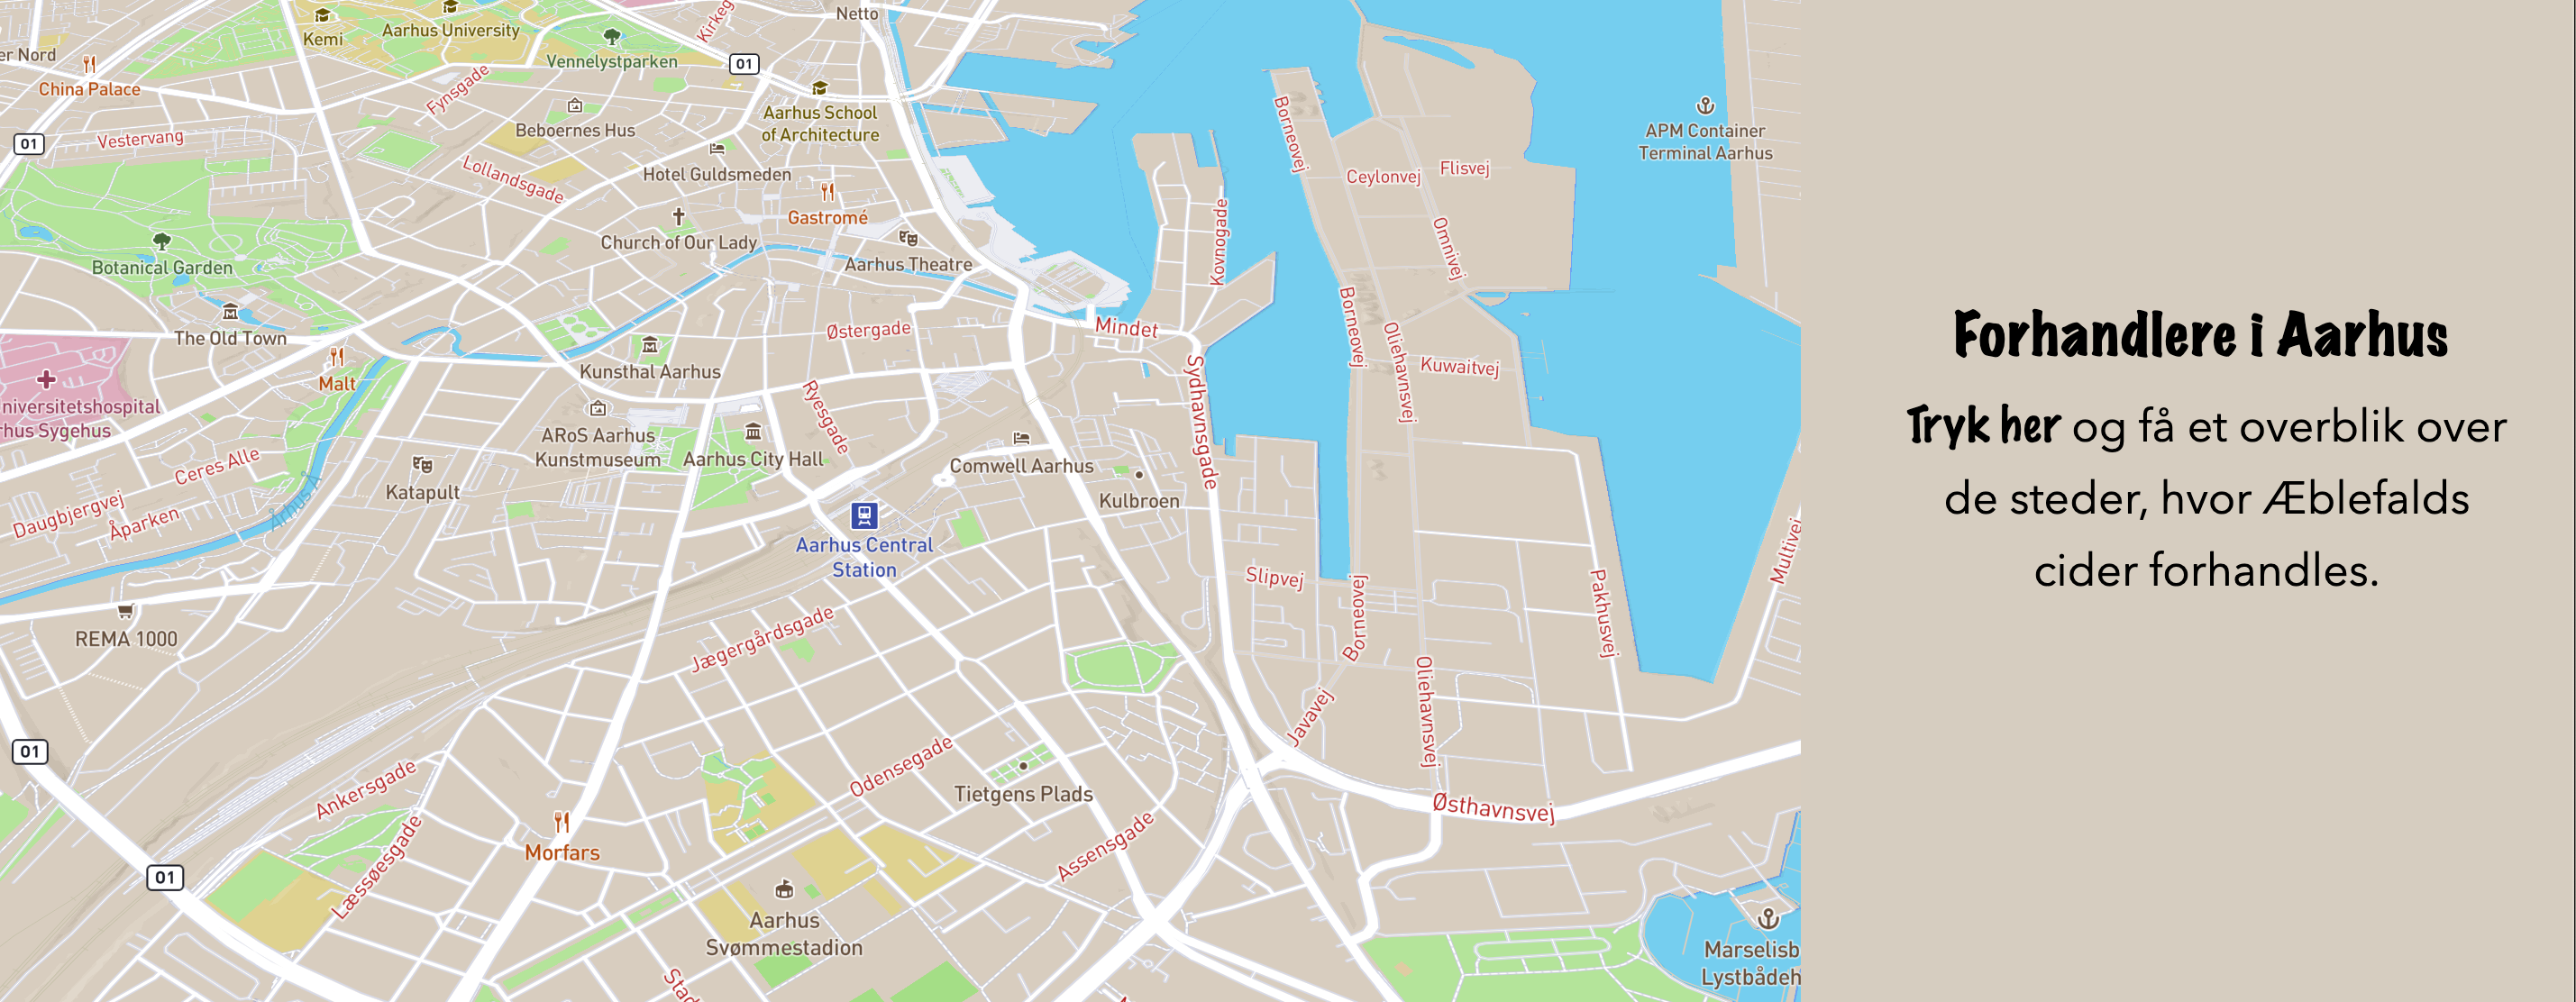 Netto
Kirkeg
Aarhus University
Kemi
er Nord
Vennelystparken
01
China Palace
Fynsgade
Aarhus School
of Architecture
Beboernes Hus
Vestervang
01
Borneovej
APM Container
Terminal Aarhus
Lollandsgade
Hotel Guldsmeden
Ceylonvej
Flisvej
Gastromé
Kovnogade
Church of Our Lady
Omnivej
Aarhus Theatre
Botanical Garden
The Old Town
Østergade
Mindet
Borneovej
Oliehavnsvej
Kuwaitvej
Malt
Kunsthal Aarhus
Sydhavnsgade
Ryesgade
niversitetshospital
rhus Sygehus
ARoS Aarhus
Kunstmuseum
Aarhus City Hall
Comwell Aarhus
Ceres Alle
Katapult
Kulbroen
Århus Å
Daugbjergvej
Åparken
Aarhus Central
Station
Slipvej
Multivej
Borneovej
Pakhusvej
REMA 1000
Jægergårdsgade
Oliehavnsvej
Javavej
01
Odensegade
Ankersgade
Tietgens Plads
Østhavnsvej
Morfars
Assensgade
Læssøesgade
01
Aarhus
Svømmestadion
Marselisb
Lystbådeh
Stad
Forhandlere i Aarhus
Tryk her og få et overblik over
de steder, hvor Æblefalds
cider forhandles.